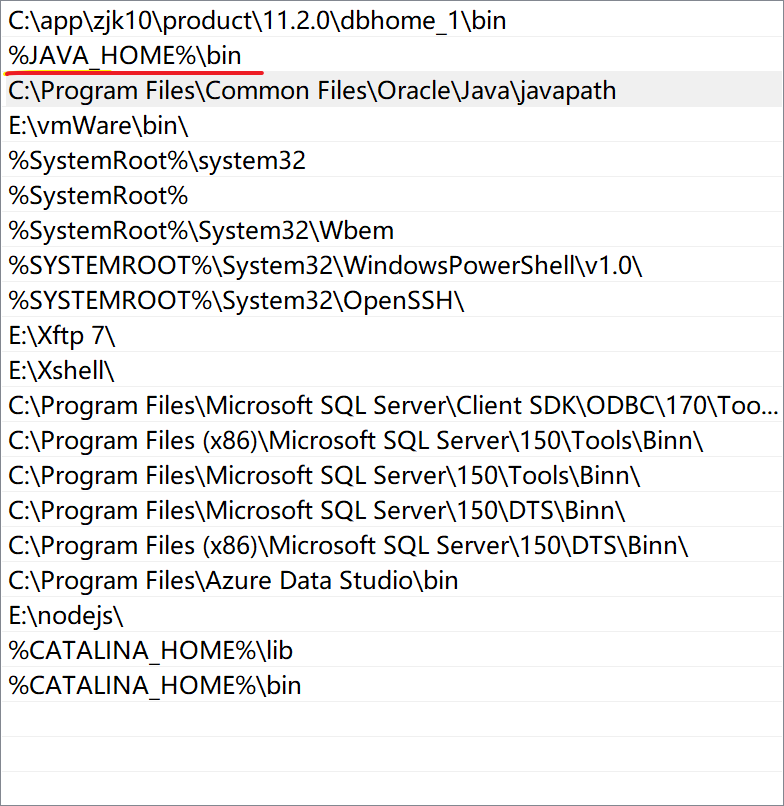 C:\app\zjk10\product\11.2.0\dbhome_1\bin
%JAVA_HOME%\bin
C:\Program Files\Common Files\Oracle\Java\javapath
E:\vmWare\bin\
%SystemRoot%\system32
%SystemRoot%
%SystemRoot%\System32\Wbem
%SYSTEMROOT%\System32\WindowsPowerShell\v1.0\
%SYSTEMROOT%\System32\OpenSSH\
E:\Xftp 7\
E:\Xshell\
C:\Program Files\Microsoft SQL Server\Client SDK\ODBC\170\Too...
C:\Program Files (x86)\Microsoft SQL Server\150\Tools\Binn\
C:\Program Files\Microsoft SQL Server\150\Tools\Binn\
C:\Program Files\Microsoft SQL Server\150\DTS\Binn\
C:\Program Files (x86)\Microsoft SQL Server\150\DTS\Binn\
C:\Program Files\Azure Data Studio\bin
E:\nodejs\
%CATALINA_HOME%\lib
%CATALINA_HOME%\bin